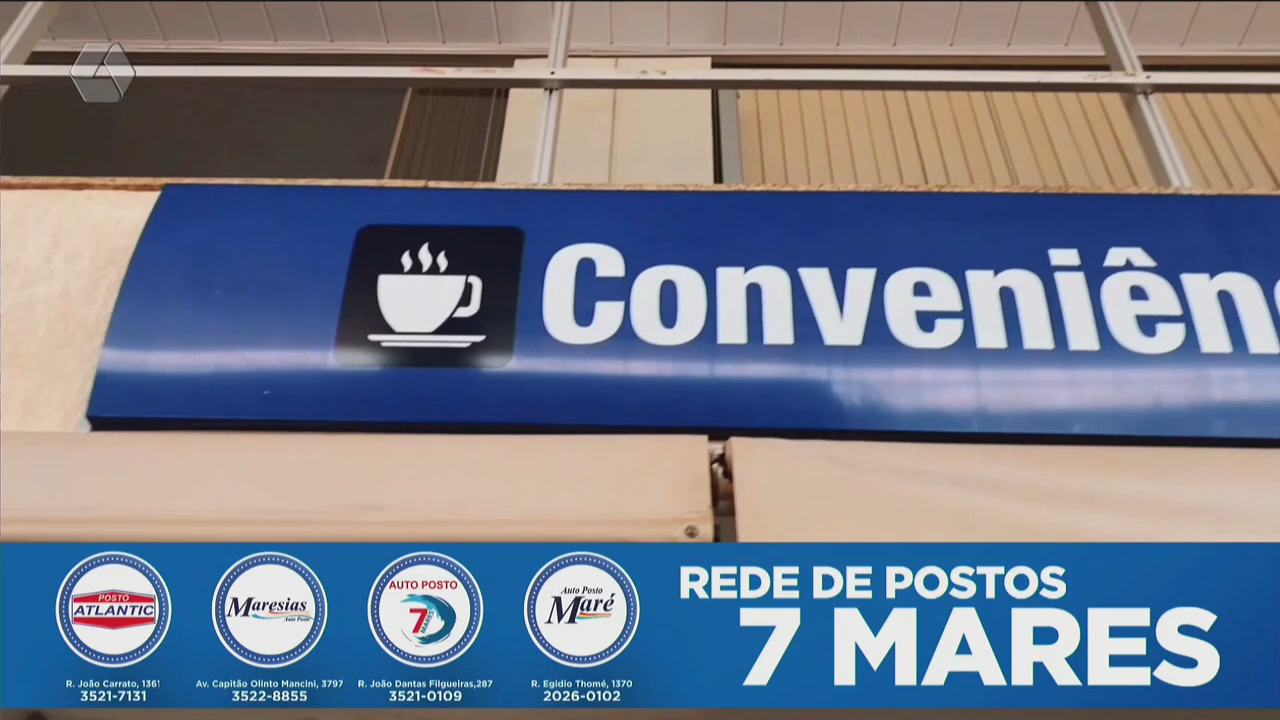 Conveniênc
POSTO
ATLANTIC
R. João Carrato, 1361
3521-7131
Maresias
Auto Posto
Av. Capitão Olinto Mancini, 3797
3522-8855
AUTO POSTO
7
MARES
R. João Dantas Filgueiras,287
3521-0109
Auto Posto
Maré
R. Egidio Thomé, 1370
2026-0102
REDE DE POSTOS
7 MARES